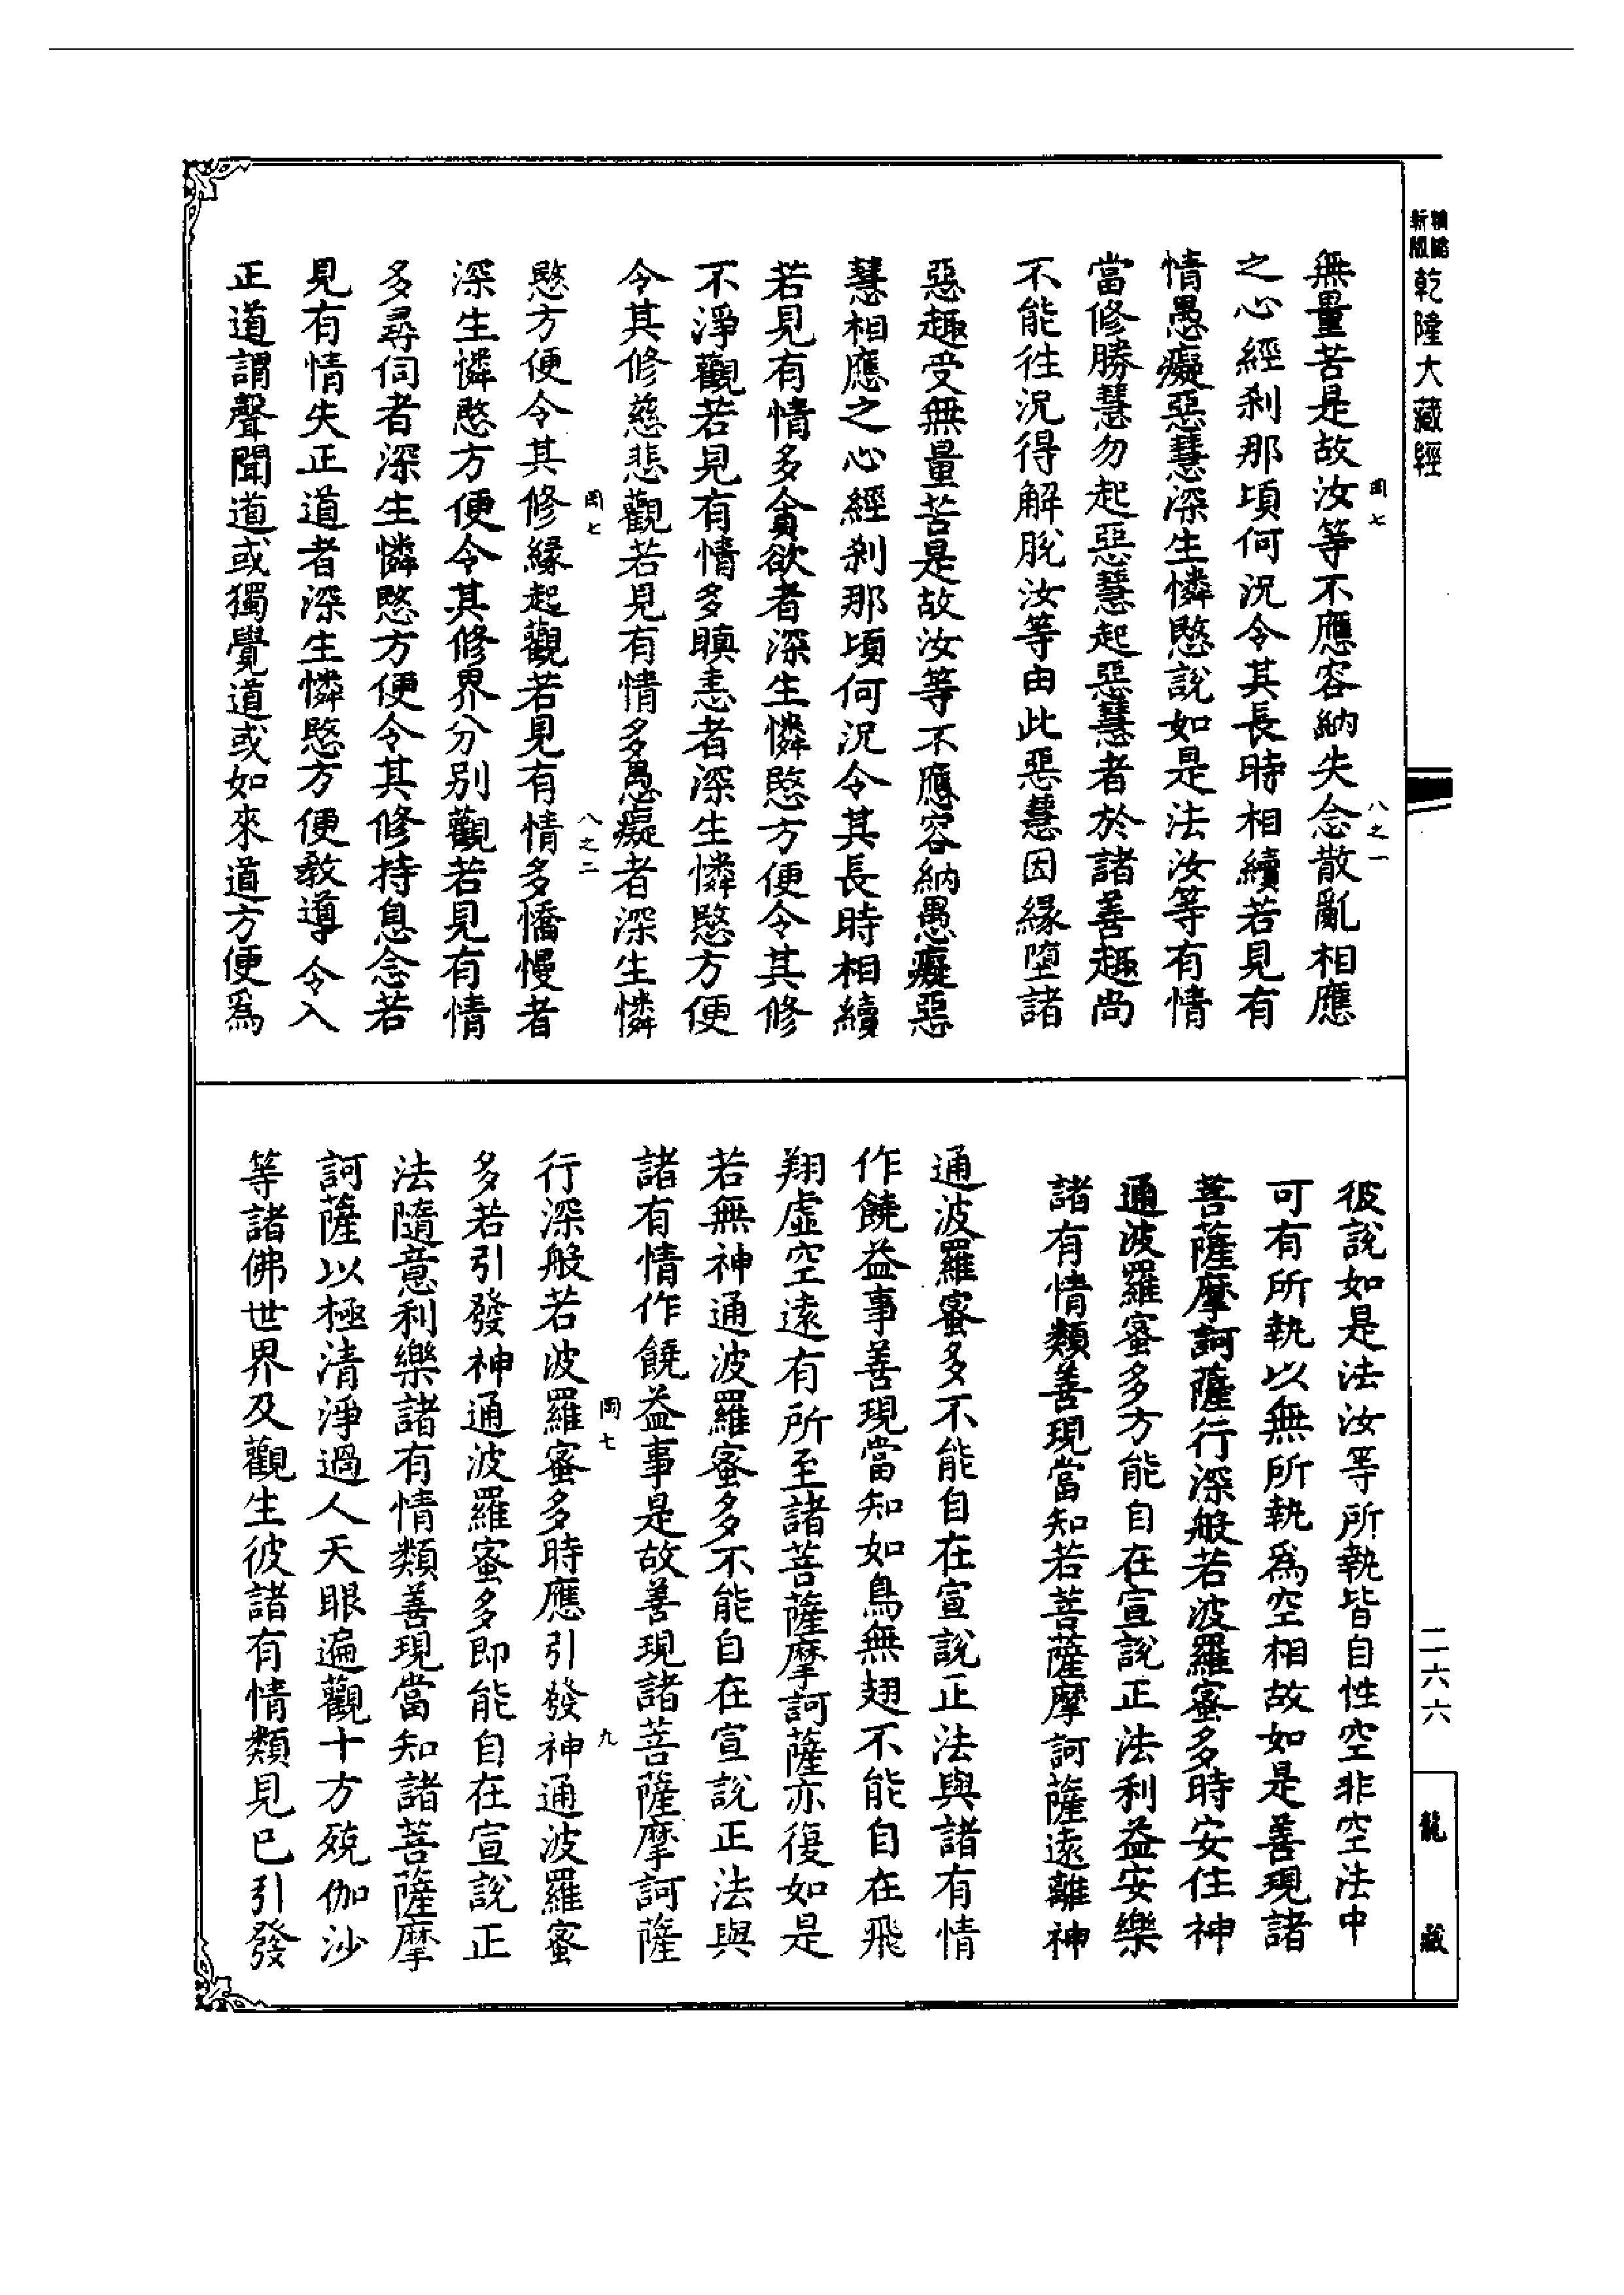 新版
乾隆大藏經
無量苦是故汝等不應容納失念散亂相應
罔七
八之一
之心經刹那頃何況令其長時相續若見有
情愚癡惡慧深生憐愍說如是法汝等有情
當修勝慧勿起惡慧起惡慧者於諸善趣尚
不能往況得解脫汝等由此惡慧因緣墮諸
惡趣受無量苦是故汝等不應容納愚癡惡
慧相應之心經刹那頃何況令其長時相續
若見有情多貪欲者深生憐愍方便令其修
不淨觀若見有情多瞋恚者深生憐愍方便
令其修慈悲觀若見有情多愚癡者深生憐
罔七
八之二
愍方便令其修緣起觀若見有情多憍慢者
深生憐愍方便令其修界分別觀若見有情
多尋伺者深生憐愍方便令其修持息念若
見有情失正道者深生憐愍方便教導令入
正道謂聲聞道或獨覺道或如來道方便爲
彼說如是法汝等所執皆自性空非空法中
可有所執以無所執爲空相故如是善現諸
菩薩摩訶薩行深般若波羅蜜多時安住神
通波羅蜜多方能自在宣說正法利益安樂
諸有情類善現當知若菩薩摩訶薩遠離神
通波羅蜜多不能自在宣說正法與諸有情
作饒益事善現當知如鳥無翅不能自在飛
翔虛空遠有所至諸菩薩摩訶薩亦復如是
若無神通波羅蜜多不能自在宣說正法與
諸有情作饒益事是故善現諸菩薩摩訶薩
罔七
九
行深般若波羅蜜多時應引發神通波羅蜜
多若引發神通波羅蜜多即能自在宣說正
法隨意利樂諸有情類善現當知諸菩薩摩
訶薩以極清淨過人天眼遍觀十方殑伽沙
等諸佛世界及觀生彼諸有情類見已引發
二六六
龍藏